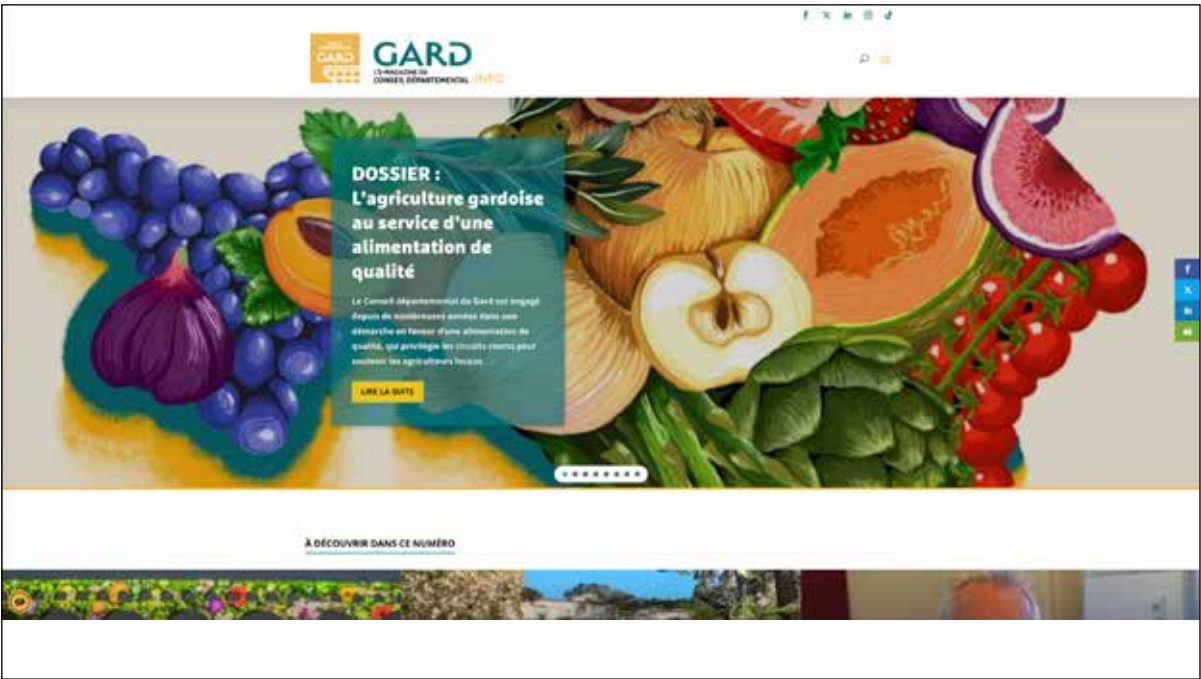 GARD
GARD
L'E-MAGAZINE DU
CONSEIL DÉPARTEMENTAL .INFO
DOSSIER :
L'agriculture gardoise
au service d'une
alimentation de
qualité
Le Conseil départemental du Gard est engagé
depuis de nombreuses années dans une
démarche en faveur d'une alimentation de
qualité, qui privilégie les circuits courts pour
soutenir les agriculteurs locaux.
LIRE LA SUITE
À DÉCOUVRIR DANS CE NUMÉRO